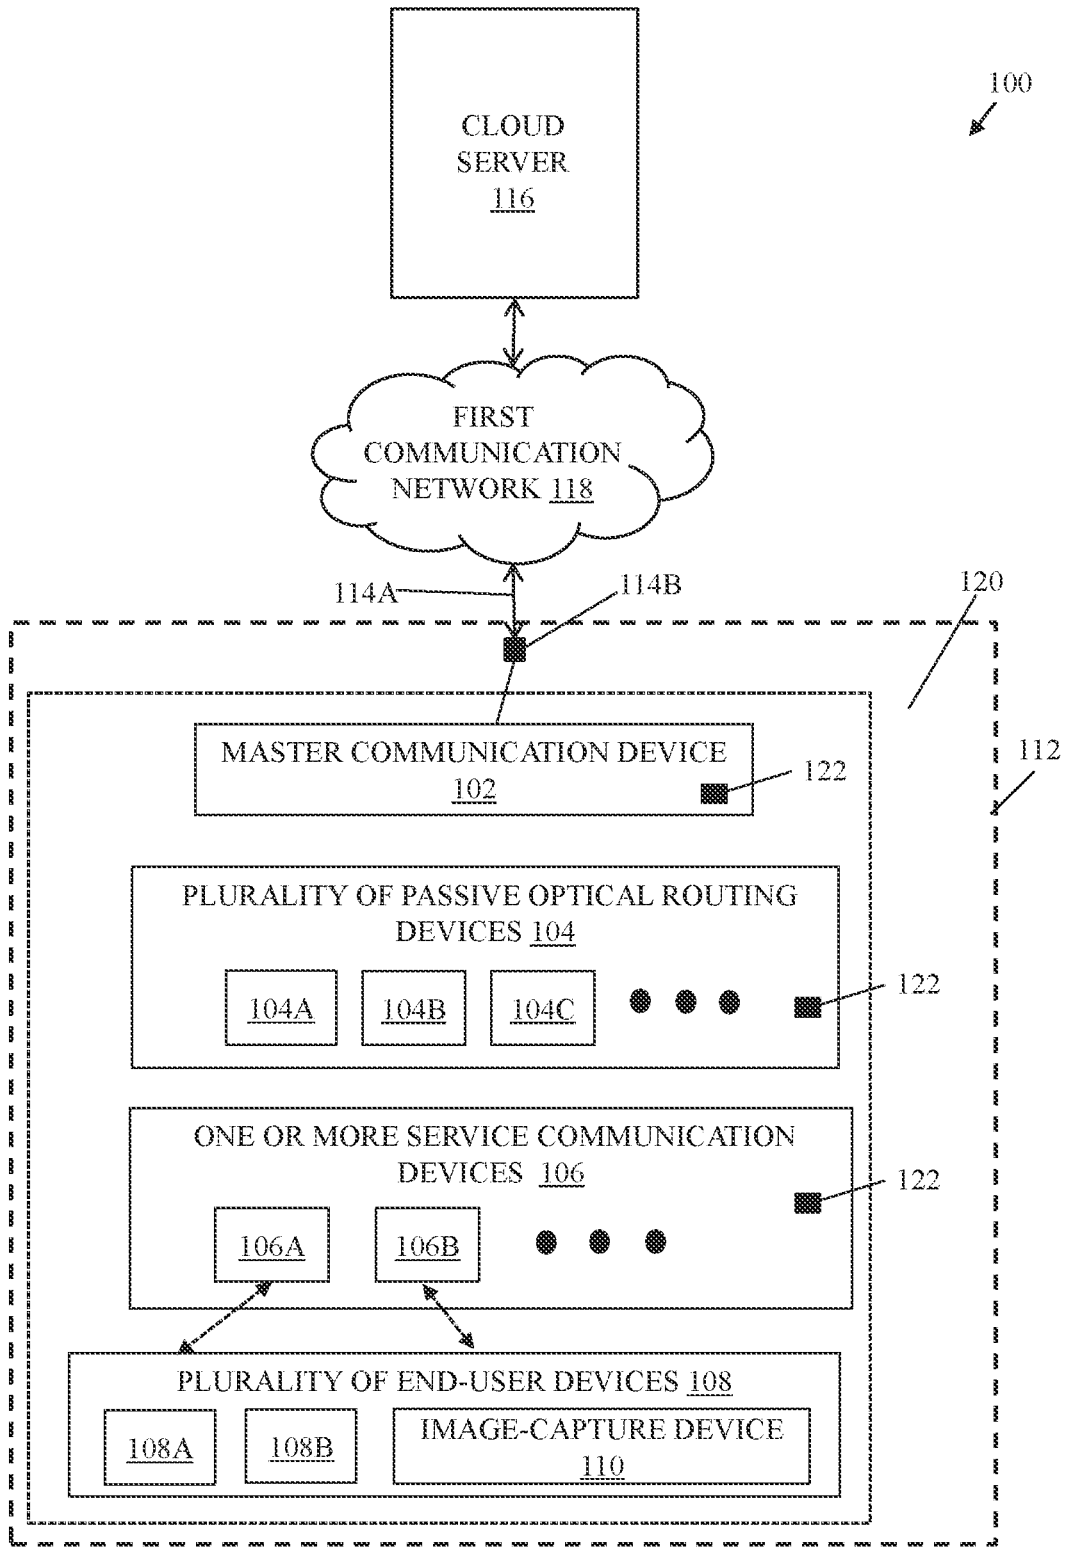 100
CLOUD
SERVER
116
FIRST
COMMUNICATION
NETWORK 118
114A
114B
120
MASTER COMMUNICATION DEVICE
102
122
112
PLURALITY OF PASSIVE OPTICAL ROUTING
DEVICES 104
104A
104B
104C
122
ONE OR MORE SERVICE COMMUNICATION
DEVICES 106
122
106A
106B
PLURALITY OF END-USER DEVICES 108
108A
108B
IMAGE-CAPTURE DEVICE
110